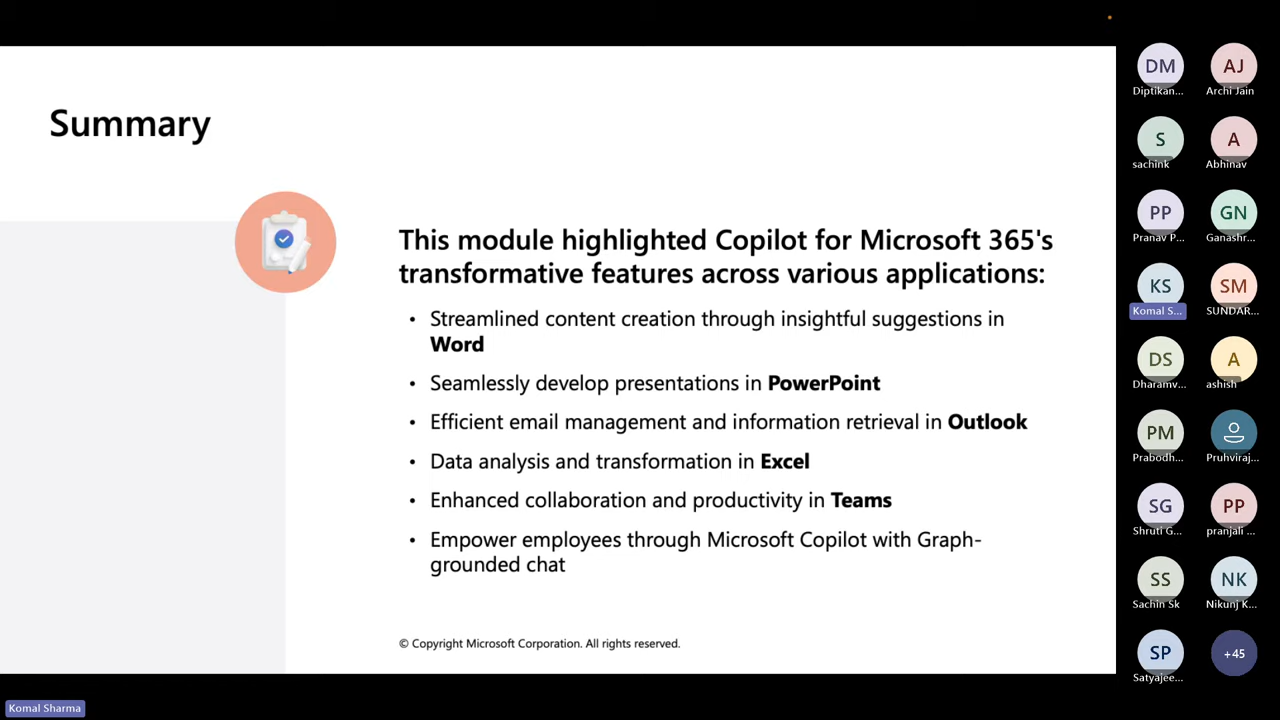 Summary
This module highlighted Copilot for Microsoft 365's
transformative features across various applications:
• Streamlined content creation through insightful suggestions in
Word
• Seamlessly develop presentations in PowerPoint
• Efficient email management and information retrieval in Outlook
• Data analysis and transformation in Excel
• Enhanced collaboration and productivity in Teams
• Empower employees through Microsoft Copilot with Graph-
grounded chat
© Copyright Microsoft Corporation. All rights reserved.
Komal Sharma
DM
Diptikan...
AJ
Archi Jain
S
sachink
A
Abhinav
PP
Pranav P...
GN
Ganashr...
KS
Komal S...
SM
SUNDAR...
DS
Dharamv...
A
ashish
PM
Prabodh...
Pruhviraj...
SG
Shruti G...
PP
pranjali ...
SS
Sachin Sk
NK
Nikunj K...
SP
Satyajee...
+45